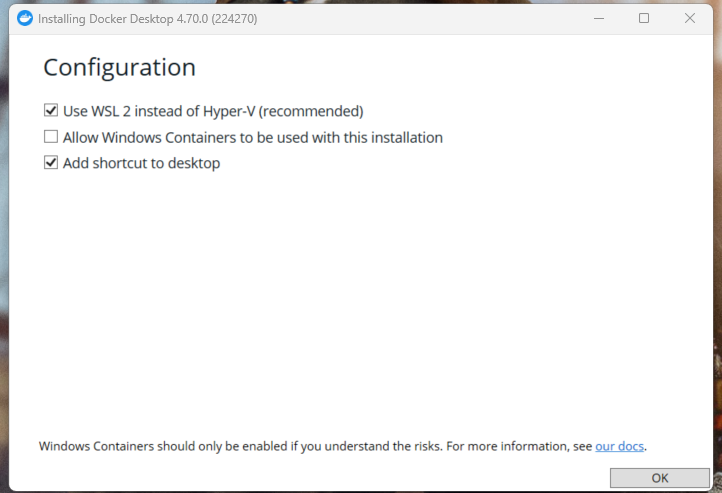 Installing Docker Desktop 4.70.0 (224270)
Configuration
Use WSL 2 instead of Hyper-V (recommended)
Allow Windows Containers to be used with this installation
Add shortcut to desktop
Windows Containers should only be enabled if you understand the risks. For more information, see our docs.
OK